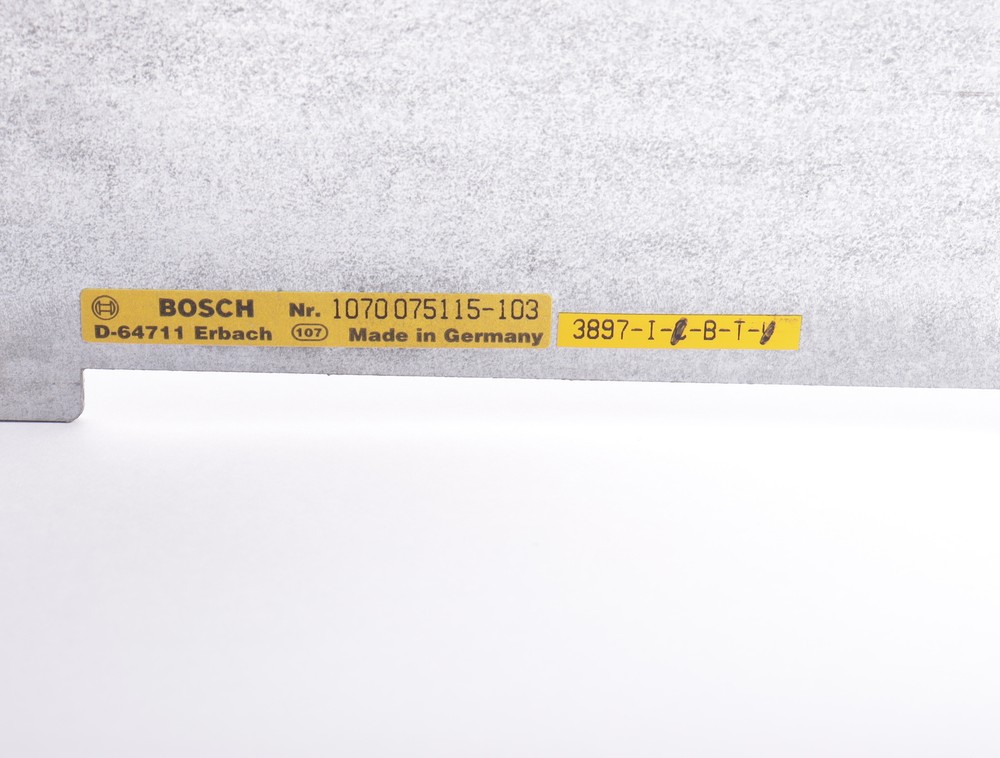 BOSCH Nr. 1070075115-103
D-64711 Erbach 107 Made in Germany
3897-I- -B-T-